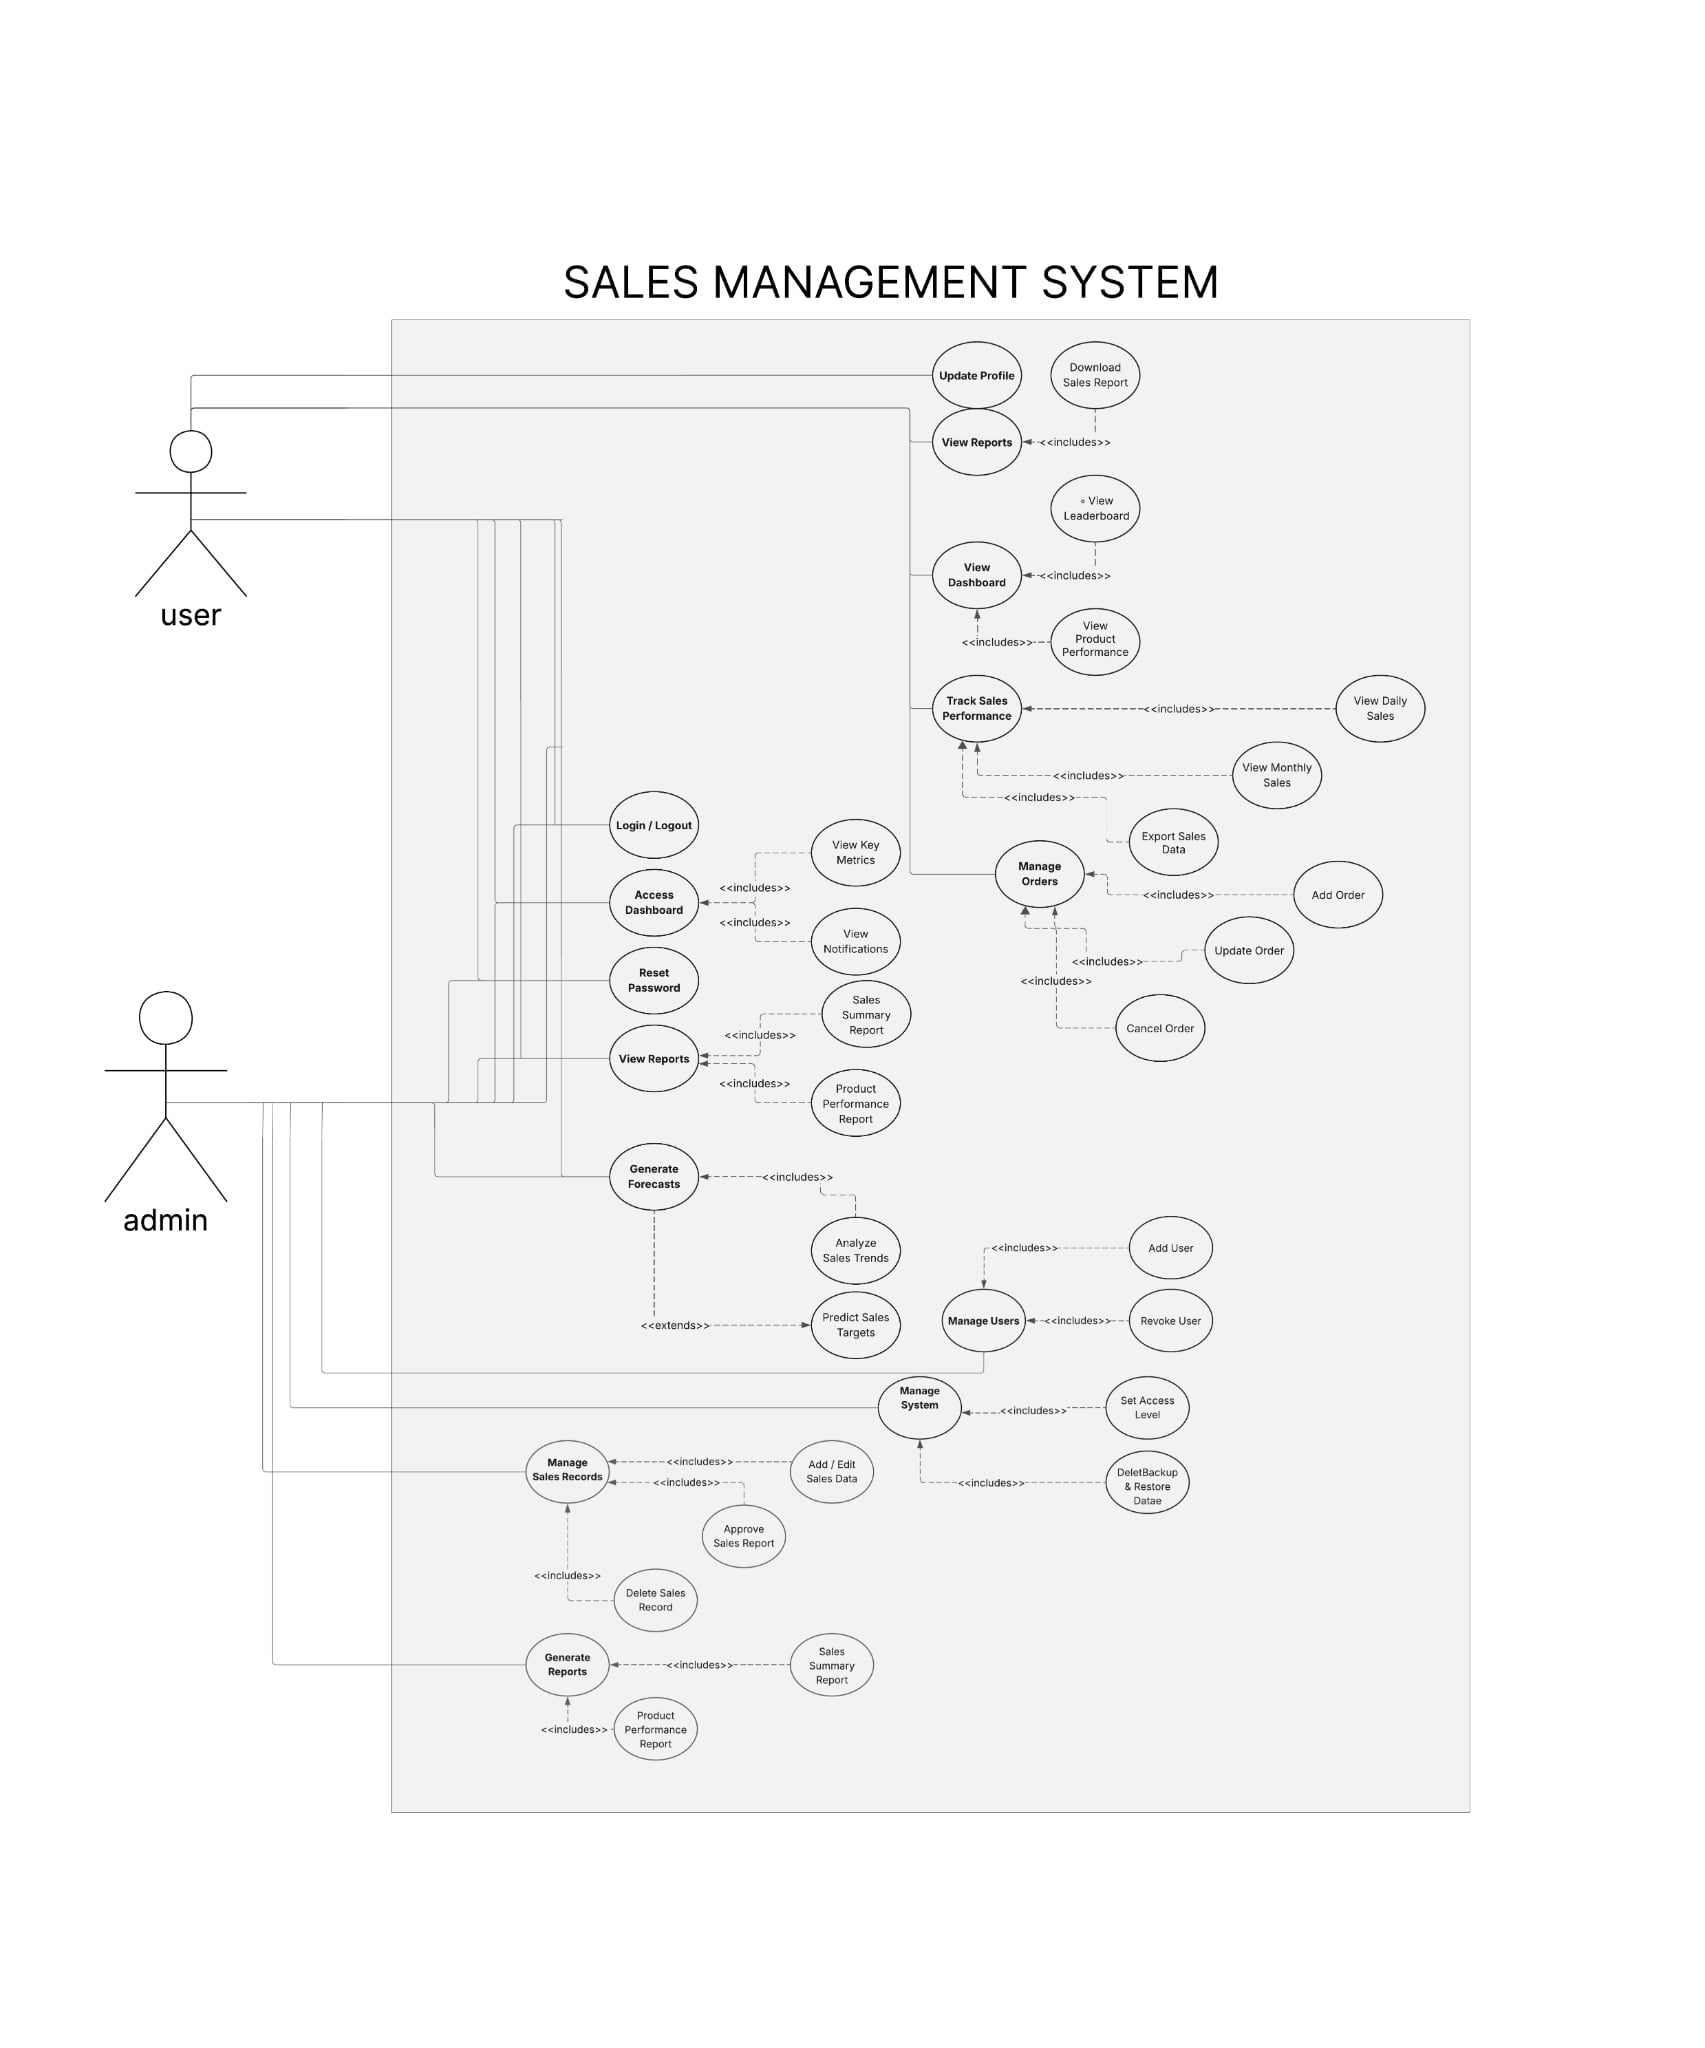 SALES MANAGEMENT SYSTEM
Update Profile
Download
Sales Report
View Reports
<<includes>>
∘ View
Leaderboard
View
Dashboard
<<includes>>
user
View
Product
Performance
<<includes>>
Track Sales
Performance
<<includes>>
View Daily
Sales
<<includes>>
View Monthly
Sales
<<includes>>
Export Sales
Data
Login / Logout
View Key
Metrics
Manage
Orders
<<includes>>
Access
Dashboard
<<includes>>
<<includes>>
Add Order
View
Notifications
Update Order
<<includes>>
Reset
Password
<<includes>>
Sales
Summary
Report
Cancel Order
<<includes>>
View Reports
<<includes>>
Product
Performance
Report
admin
Generate
Forecasts
<<includes>>
Analyze
Sales Trends
<<includes>>
Add User
<<extends>>
Predict Sales
Targets
Manage Users
<<includes>>
Revoke User
Manage
System
<<includes>>
Set Access
Level
Manage
Sales Records
<<includes>>
Add / Edit
Sales Data
<<includes>>
<<includes>>
DeletBackup
& Restore
Datae
Approve
Sales Report
<<includes>>
Delete Sales
Record
Generate
Reports
<<includes>>
Sales
Summary
Report
<<includes>>
Product
Performance
Report